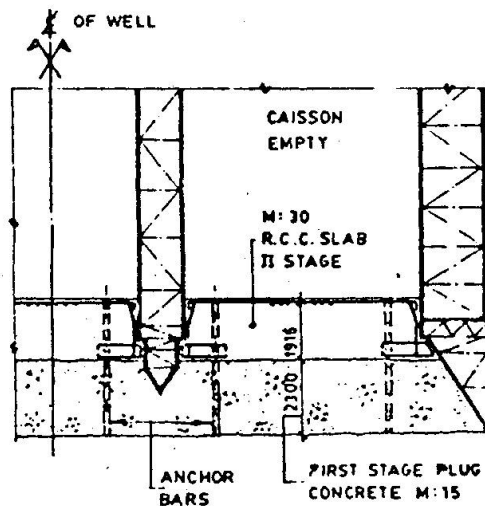 ℄ OF WELL
CAISSON
EMPTY
M:30
R.C.C. SLAB
II STAGE
2300 1916
ANCHOR
BARS
FIRST STAGE PLUG
CONCRETE M:15